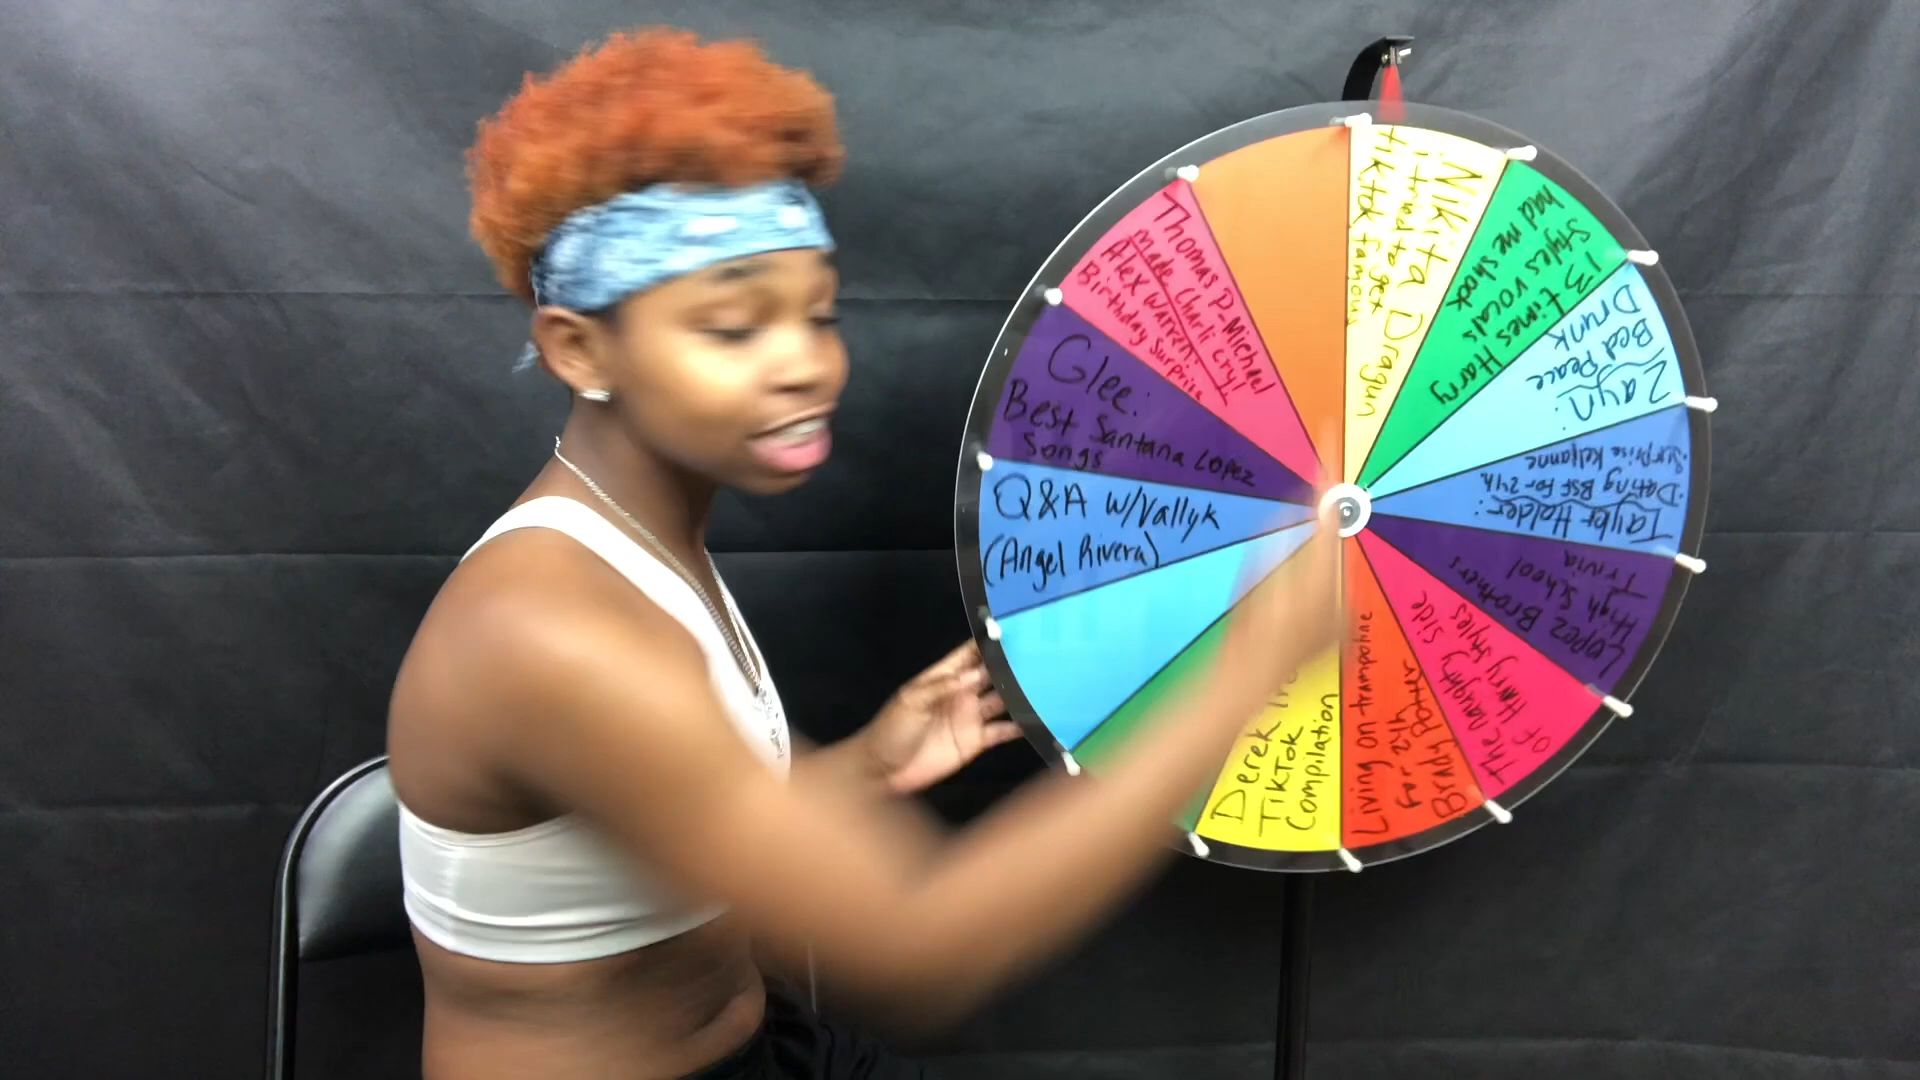 Nikita Dragun
i tried to get
tiktok famous
13 times Harry
Styles vocals
had me shook
Zayn:
Bed Peace
Drunk
Tayler Holder:
Dating BSF for 24h
Surprise Kelianne
Lopez Brothers
High School
Trivia
The naughty side
OF Harry Styles
Brady Potter
For 24
Living on trampoline
Derek
TikTok
Compilation
Q&A w/Vallyk
(Angel Rivera)
Glee:
Best Santana Lopez
Songs
Thomas P-Michael
made Charli cry!
Alex Warren:
Birthday Surprise